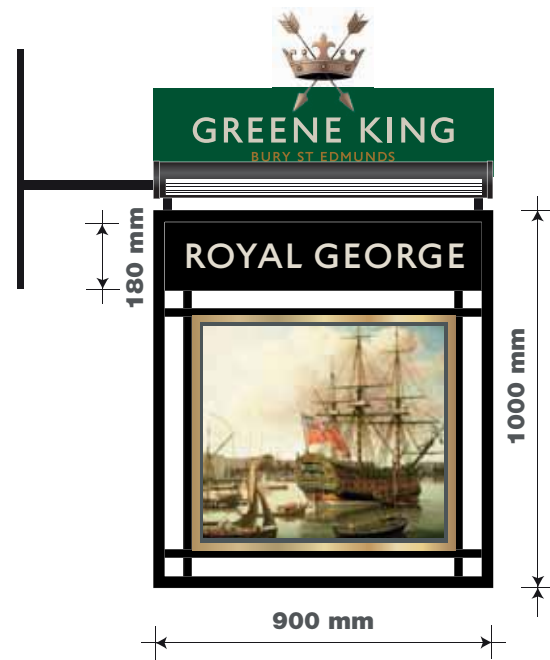 GREENE KING
BURY ST EDMUNDS
180 mm
ROYAL GEORGE
1000 mm
900 mm